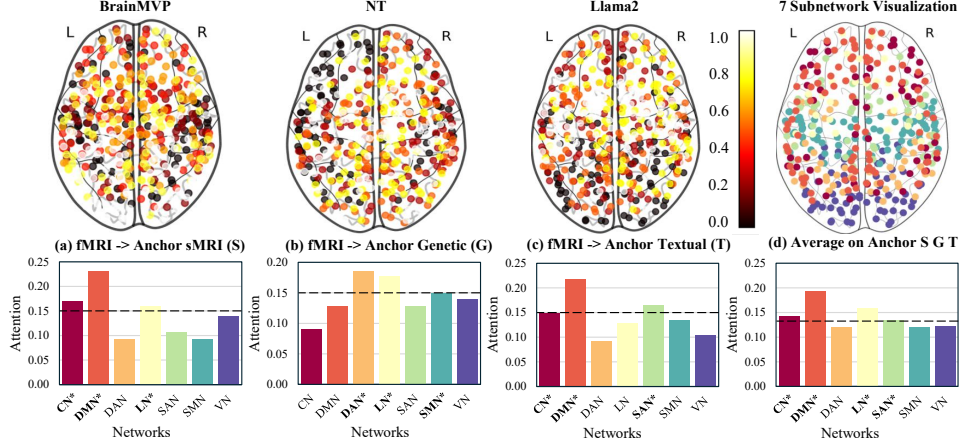 BrainMVP NT Llama2 7 Subnetwork Visualization
L R L R L R L R
1.0
0.8
0.6
0.4
0.2
0.0
(a) fMRI -> Anchor sMRI (S) (b) fMRI -> Anchor Genetic (G) (c) fMRI -> Anchor Textual (T) (d) Average on Anchor S G T
0.25 0.25 0.25 0.25
0.20 0.20 0.20 0.20
0.15 0.15 0.15 0.15
0.10 0.10 0.10 0.10
0.05 0.05 0.05 0.05
0.00 0.00 0.00 0.00
Attention Attention Attention Attention
CN* DMN* DAN LN* SAN SMN VN CN DMN DAN* LN* SAN SMN* VN CN* DMN* DAN LN SAN* SMN VN CN* DMN* DAN LN* SAN* SMN VN
Networks Networks Networks Networks